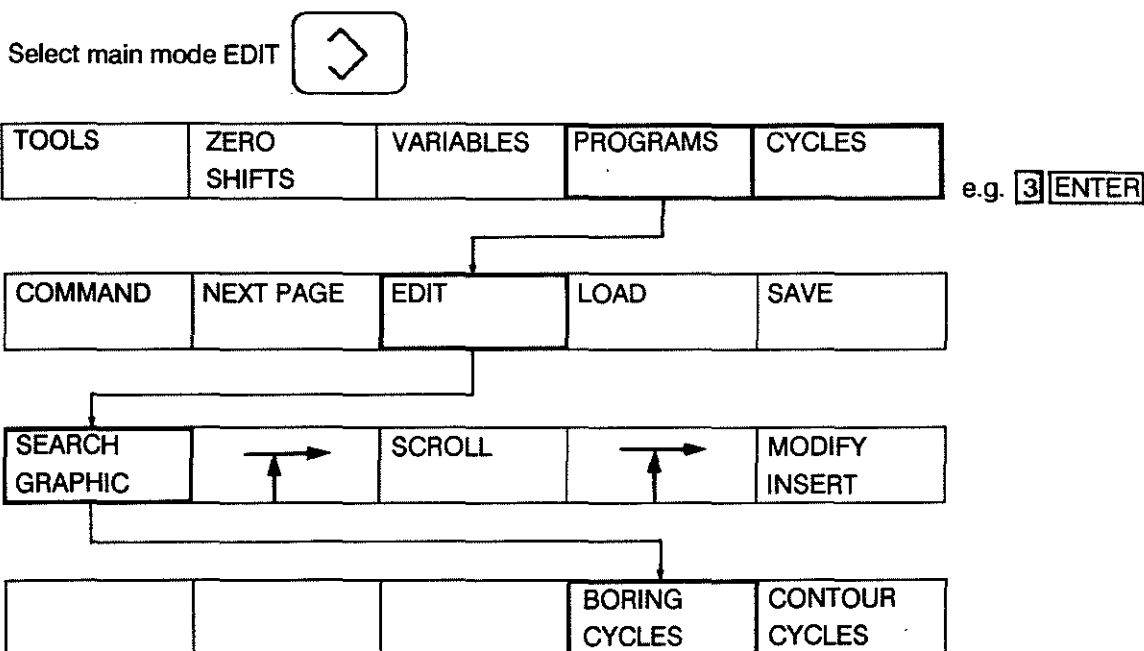 Select main mode EDIT
TOOLS ZERO VARIABLES PROGRAMS CYCLES
SHIFTS
e.g. 3 ENTER
COMMAND NEXT PAGE EDIT LOAD SAVE
SEARCH SCROLL MODIFY
GRAPHIC INSERT
BORING CONTOUR
CYCLES CYCLES